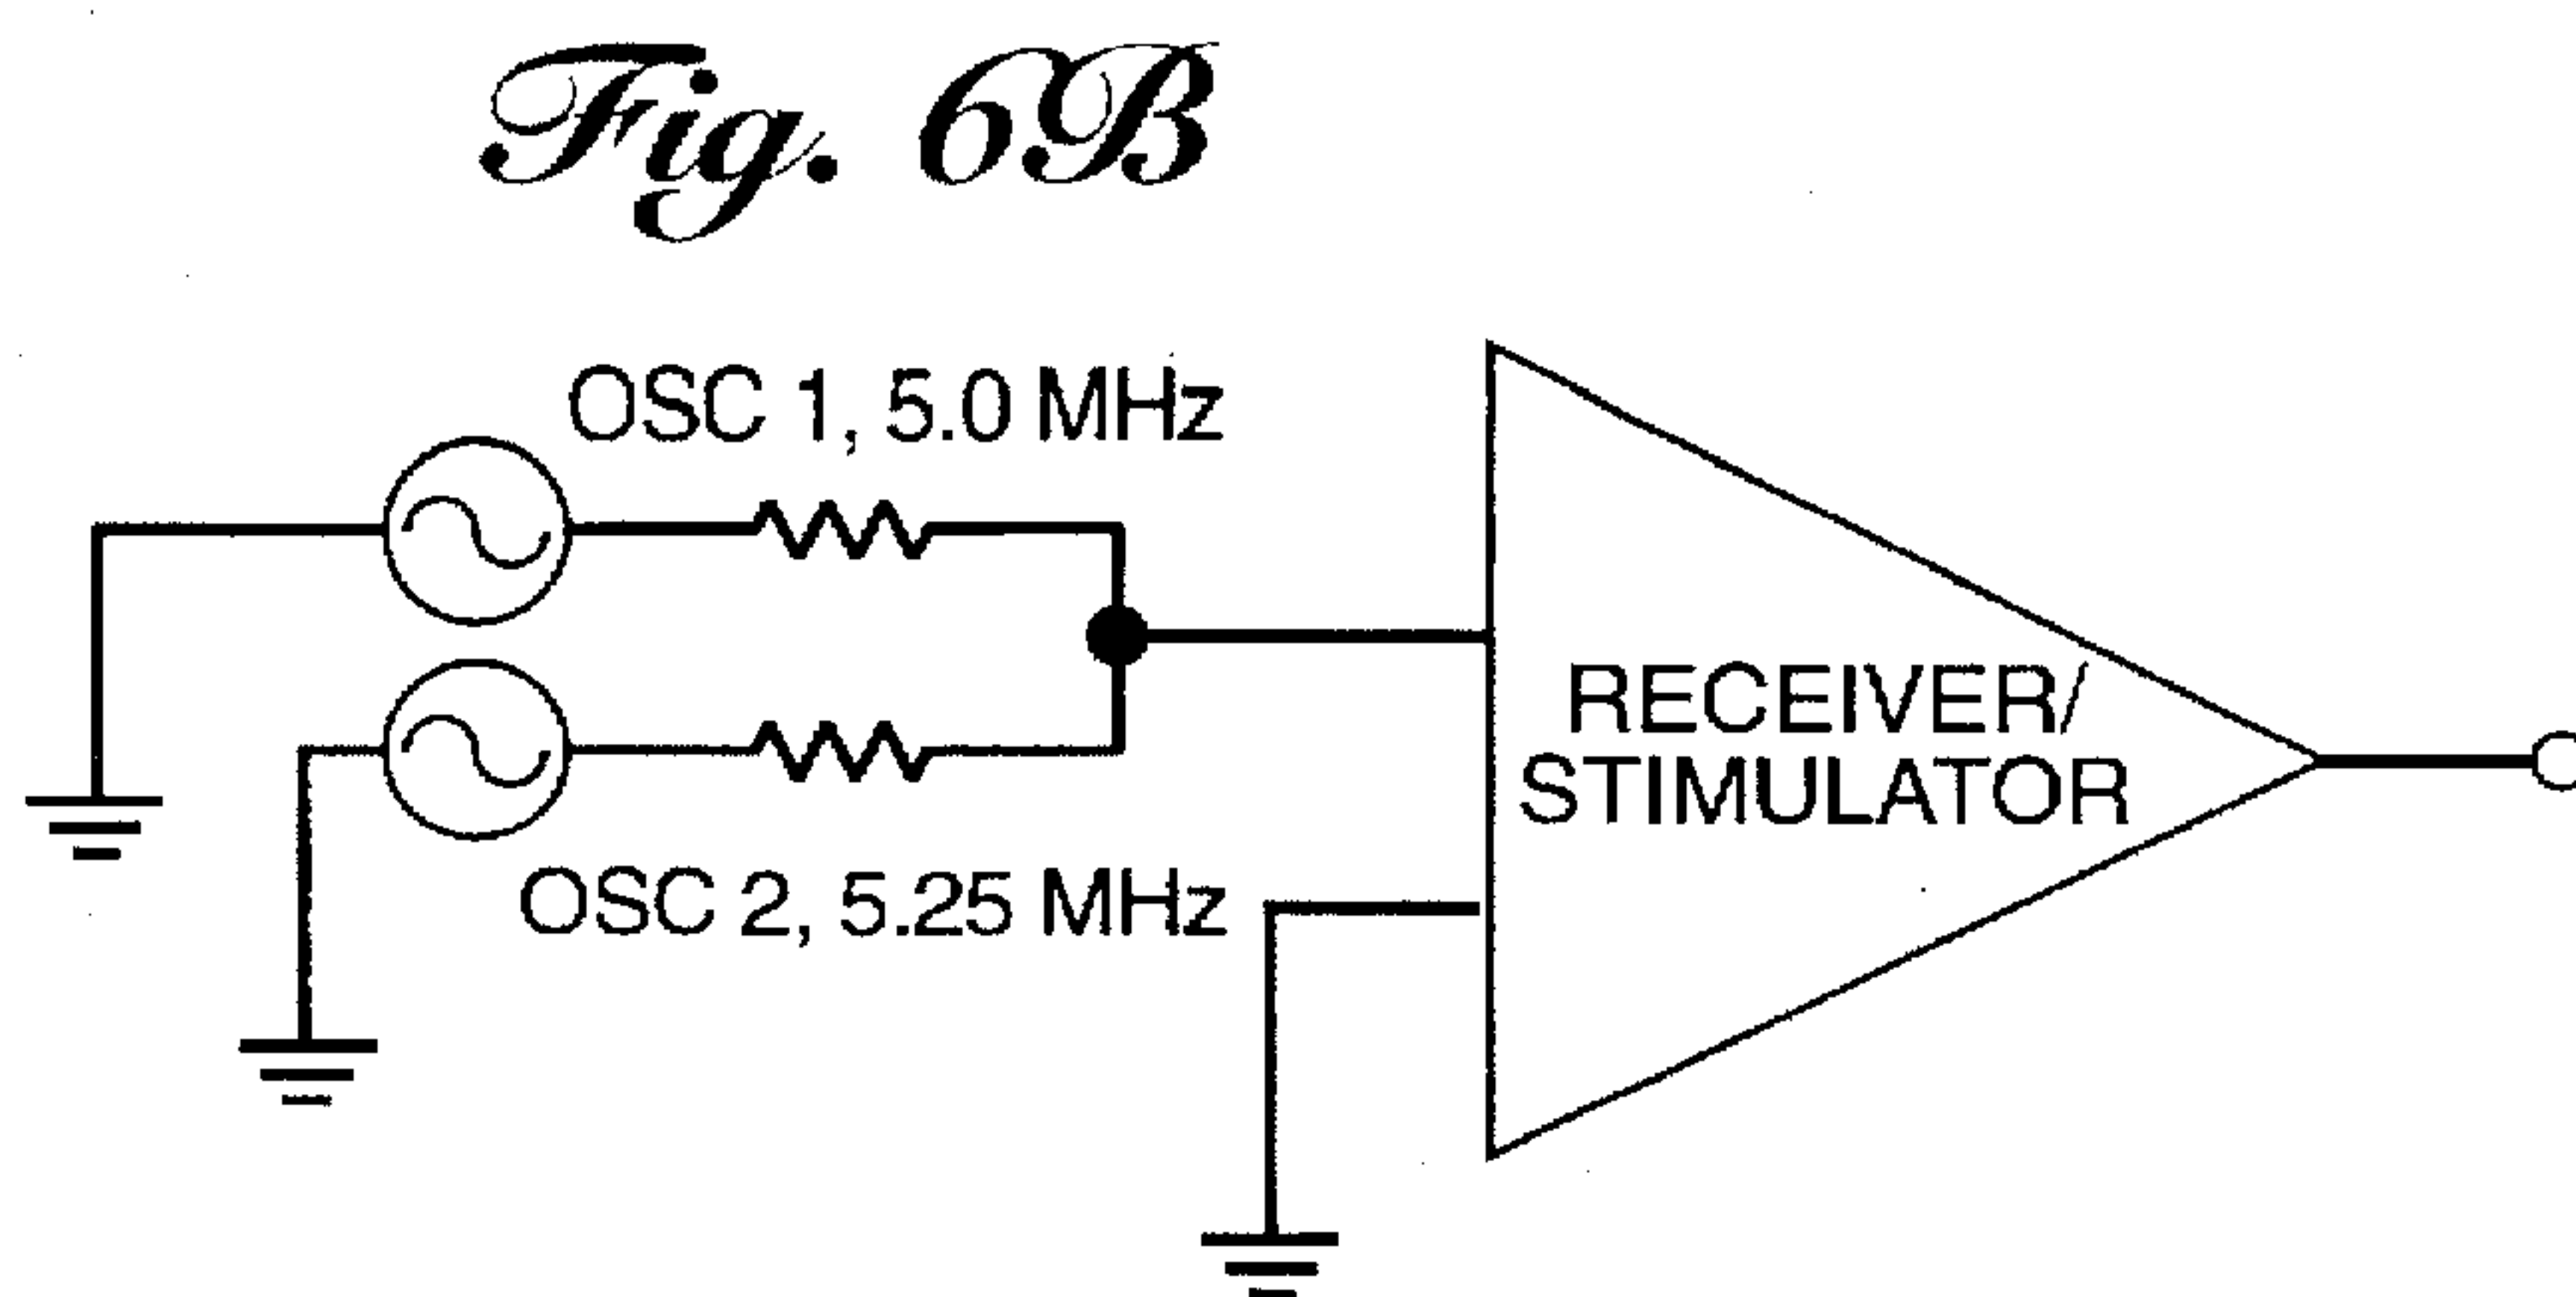 Fig. 6B
OSC 1, 5.0 MHz
OSC 2, 5.25 MHz
RECEIVER/
STIMULATOR